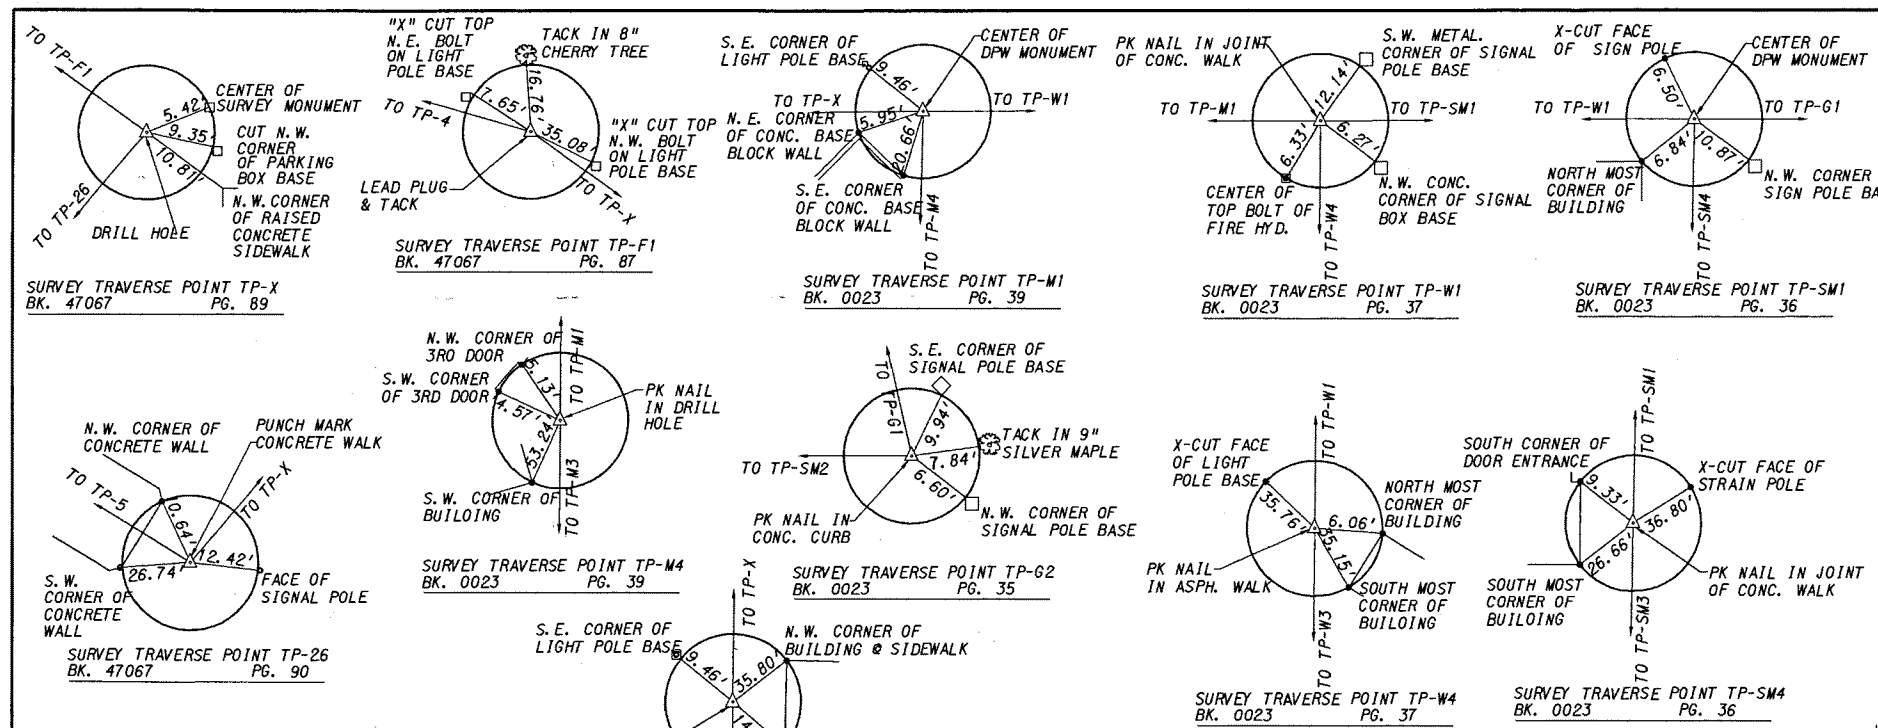 TO TP-F1
5.42'
CENTER OF
SURVEY MONUMENT
9.35'
CUT N.W.
CORNER
OF PARKING
BOX BASE
10.81'
N.W. CORNER
OF RAISED
CONCRETE
SIDEWALK
TO TP-26
DRILL HOLE
SURVEY TRAVERSE POINT TP-X
BK. 47067 PG. 89
"X" CUT TOP
N.E. BOLT
ON LIGHT
POLE BASE
TACK IN 8"
CHERRY TREE
16.76'
7.65'
TO TP-4
35.08'
"X" CUT TOP
N.W. BOLT
ON LIGHT
POLE BASE
LEAD PLUG
& TACK
TO TP-X
SURVEY TRAVERSE POINT TP-F1
BK. 47067 PG. 87
S.E. CORNER OF
LIGHT POLE BASE
9.46'
CENTER OF
DPW MONUMENT
TO TP-X
TO TP-W1
5.95'
N.E. CORNER
OF CONC. BASE
BLOCK WALL
20.66'
S.E. CORNER
OF CONC. BASE
BLOCK WALL
TO TP-M4
SURVEY TRAVERSE POINT TP-M1
BK. 0023 PG. 39
PK NAIL IN JOINT
OF CONC. WALK
S.W. METAL.
CORNER OF SIGNAL
POLE BASE
12.14'
TO TP-M1
TO TP-SM1
6.33'
6.27'
CENTER OF
TOP BOLT OF
FIRE HYD.
N.W. CONC.
CORNER OF SIGNAL
BOX BASE
TO TP-W4
SURVEY TRAVERSE POINT TP-W1
BK. 0023 PG. 37
X-CUT FACE
OF SIGN POLE
CENTER OF
DPW MONUMENT
6.50'
TO TP-W1
TO TP-G1
6.84'
10.87'
NORTH MOST
CORNER OF
BUILDING
N.W. CORNER
SIGN POLE BA
TO TP-SM4
SURVEY TRAVERSE POINT TP-SM1
BK. 0023 PG. 36
N.W. CORNER OF
CONCRETE WALL
PUNCH MARK
CONCRETE WALK
TO TP-5
TO TP-X
0.64'
12.42'
26.74'
S.W.
CORNER OF
CONCRETE
WALL
FACE OF
SIGNAL POLE
SURVEY TRAVERSE POINT TP-26
BK. 47067 PG. 90
N.W. CORNER OF
3RD DOOR
TO TP-M1
S.W. CORNER
OF 3RD DOOR
5.13'
4.57'
PK NAIL
IN DRILL
HOLE
53.24'
S.W. CORNER OF
BUILDING
TO TP-M3
SURVEY TRAVERSE POINT TP-M4
BK. 0023 PG. 39
S.E. CORNER OF
SIGNAL POLE BASE
TO TP-G1
9.94'
TACK IN 9"
SILVER MAPLE
7.84'
TO TP-SM2
6.60'
PK NAIL IN
CONC. CURB
N.W. CORNER OF
SIGNAL POLE BASE
SURVEY TRAVERSE POINT TP-G2
BK. 0023 PG. 35
TO TP-W1
X-CUT FACE
OF LIGHT
POLE BASE
35.76'
6.06'
NORTH MOST
CORNER OF
BUILDING
35.15'
PK NAIL
IN ASPH. WALK
SOUTH MOST
CORNER OF
BUILDING
TO TP-W3
SURVEY TRAVERSE POINT TP-W4
BK. 0023 PG. 37
TO TP-SM1
SOUTH CORNER OF
DOOR ENTRANCE
9.33'
X-CUT FACE OF
STRAIN POLE
36.80'
26.66'
SOUTH MOST
CORNER OF
BUILDING
PK NAIL IN JOINT
OF CONC. WALK
TO TP-SM3
SURVEY TRAVERSE POINT TP-SM4
BK. 0023 PG. 36
TO TP-X
S.E. CORNER OF
LIGHT POLE BASE
N.W. CORNER OF
BUILDING @ SIDEWALK
9.46'
35.80'